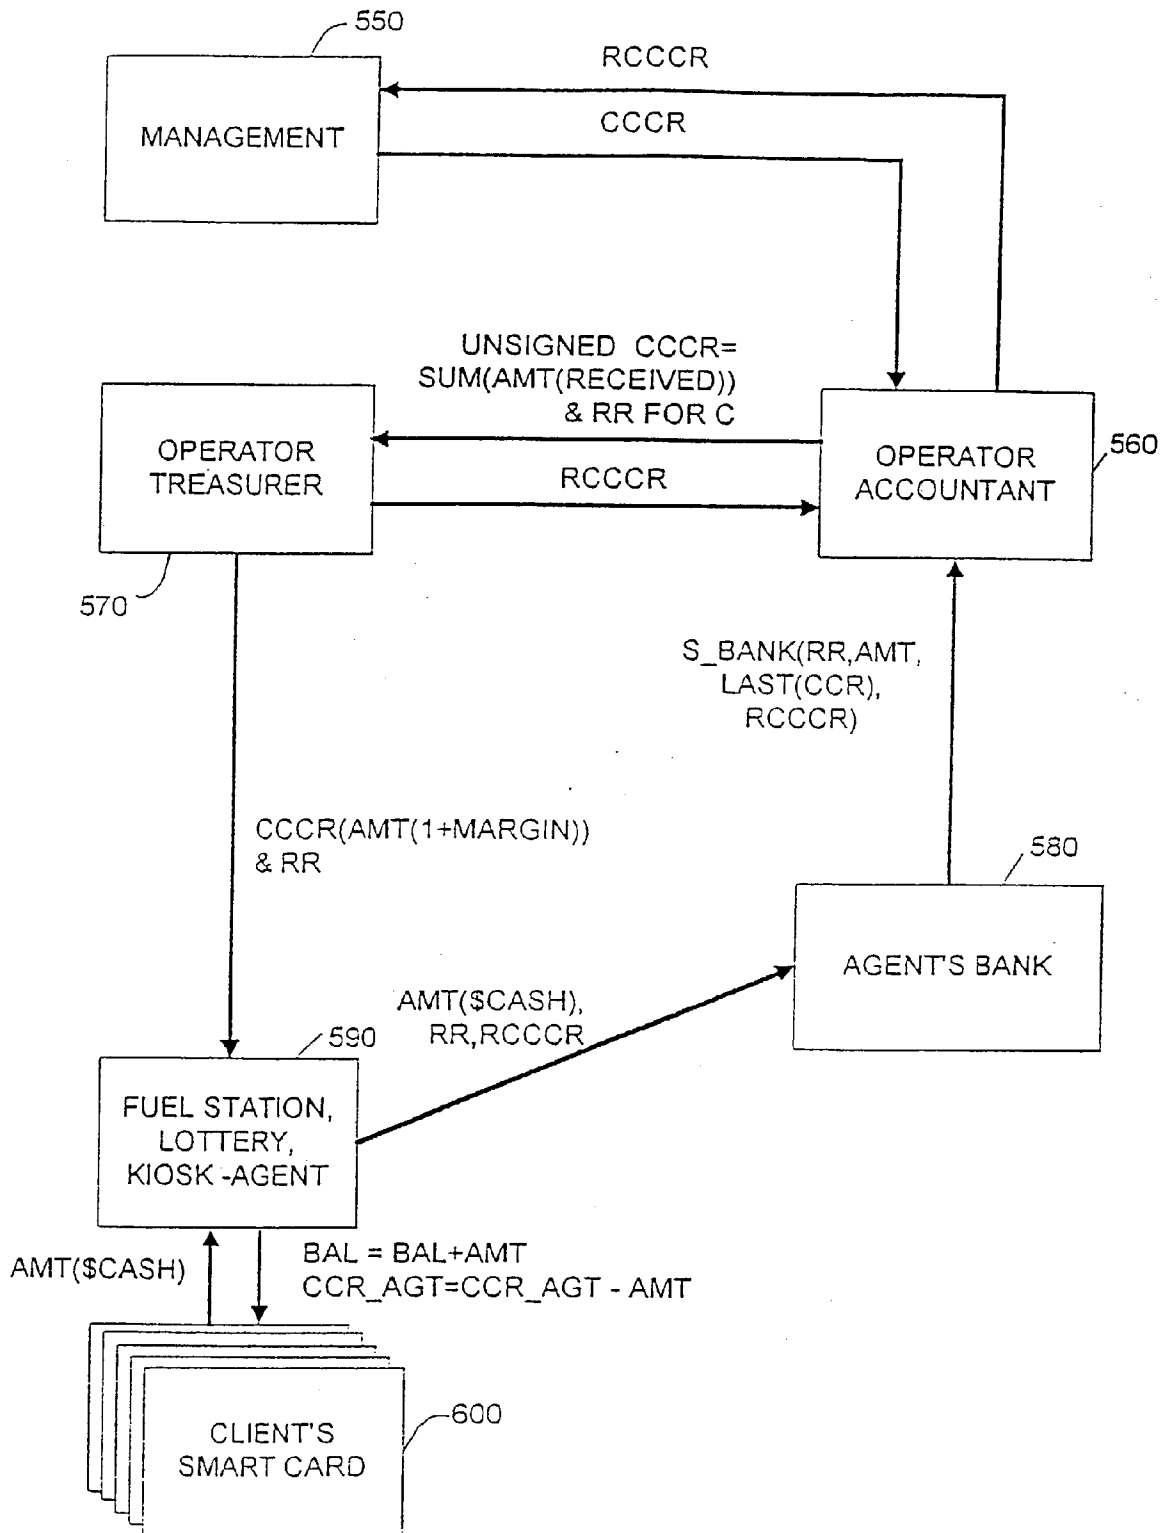 550
RCCCR
MANAGEMENT
CCCR
UNSIGNED CCCR=
SUM(AMT(RECEIVED))
& RR FOR C
OPERATOR
TREASURER
RCCCR
OPERATOR
ACCOUNTANT
560
570
S_BANK(RR,AMT,
LAST(CCR),
RCCCR)
CCCR(AMT(1+MARGIN))
& RR
580
AGENT'S BANK
AMT($CASH),
RR,RCCCR
590
FUEL STATION,
LOTTERY,
KIOSK -AGENT
AMT($CASH)
BAL = BAL+AMT
CCR_AGT=CCR_AGT - AMT
600
CLIENT'S
SMART CARD